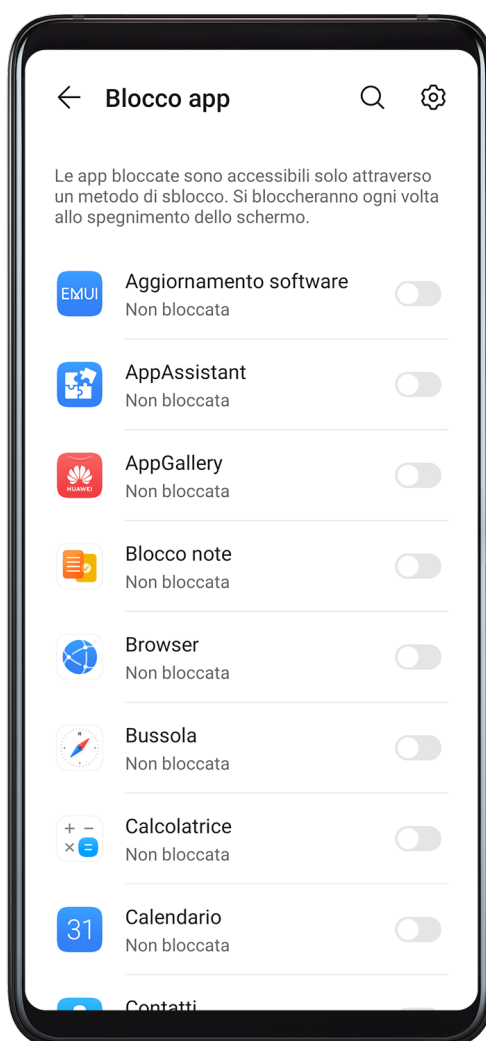 Blocco app
Le app bloccate sono accessibili solo attraverso
un metodo di sblocco. Si bloccheranno ogni volta
allo spegnimento dello schermo.
EMUI
Aggiornamento software
Non bloccata
AppAssistant
Non bloccata
HUAWEI
AppGallery
Non bloccata
Blocco note
Non bloccata
Browser
Non bloccata
N
Bussola
Non bloccata
Calcolatrice
Non bloccata
31
Calendario
Non bloccata
Contatti